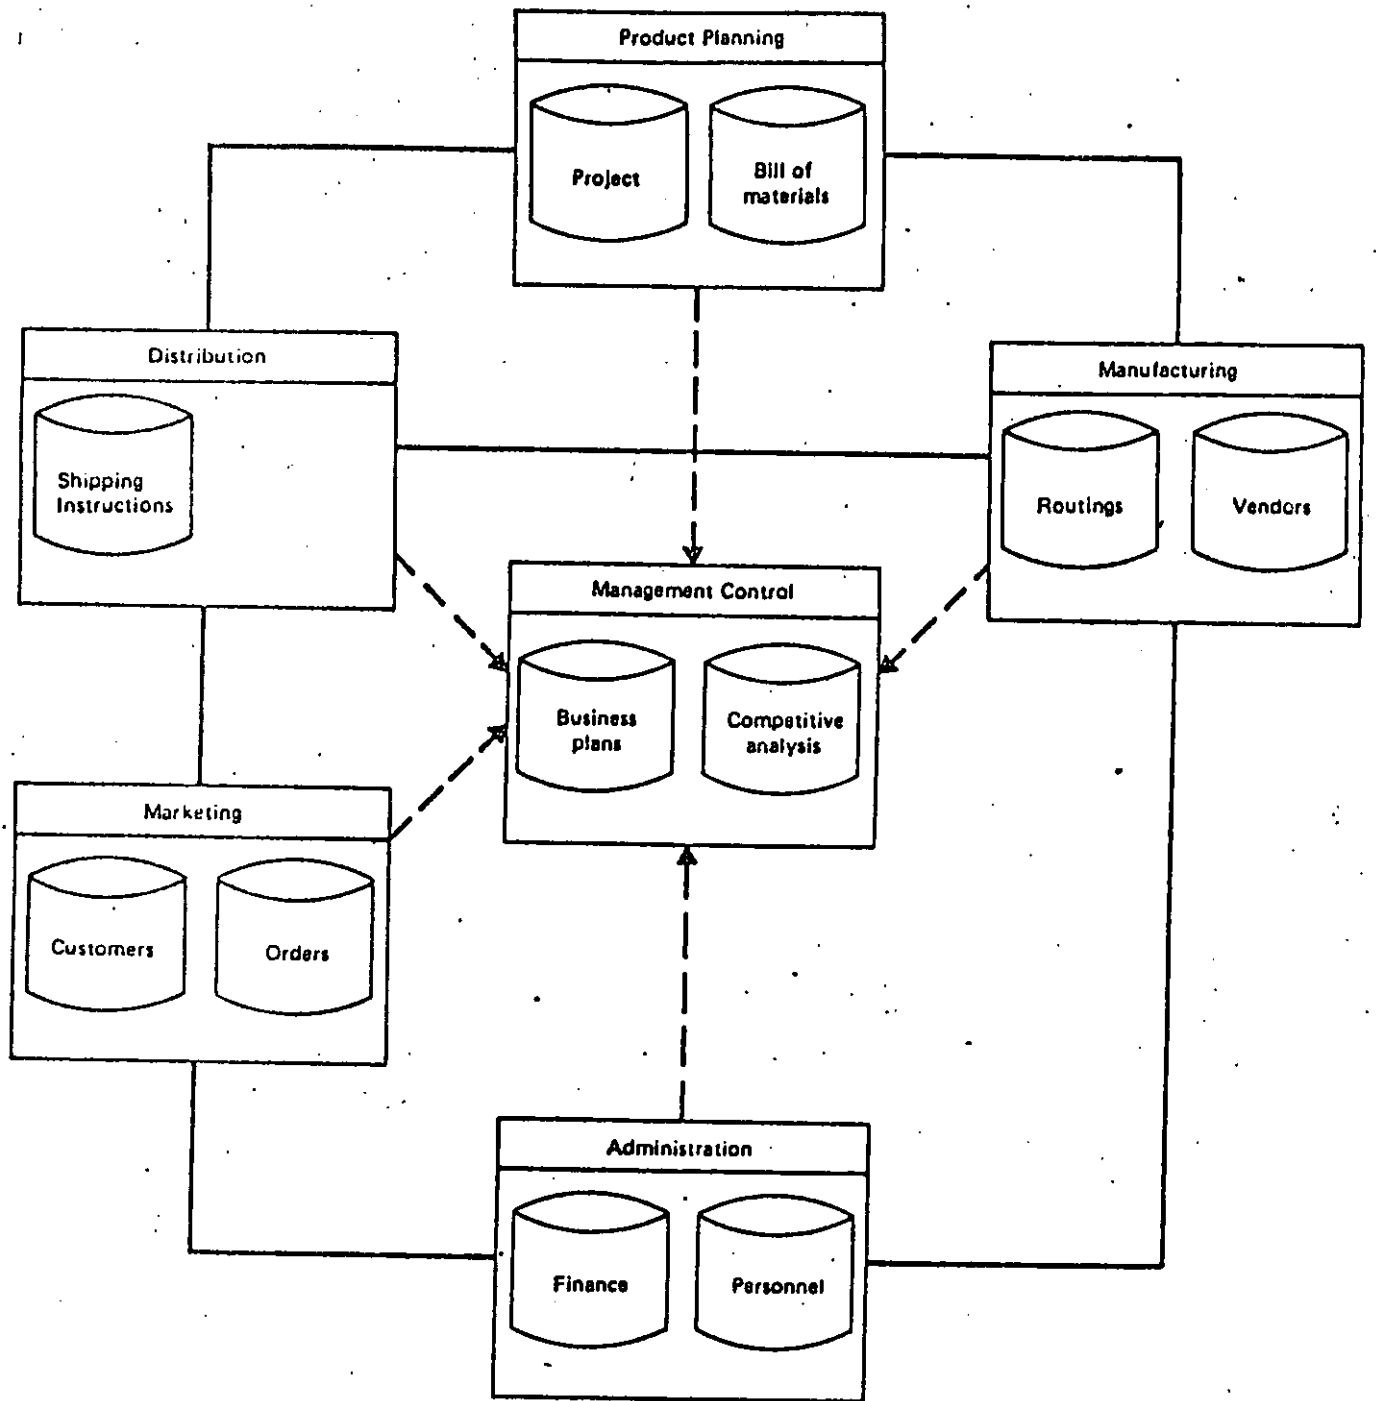 Product Planning
Project
Bill of
materials
Distribution
Shipping
Instructions
Manufacturing
Routings
Vendors
Management Control
Business
plans
Competitive
analysis
Marketing
Customers
Orders
Administration
Finance
Personnel